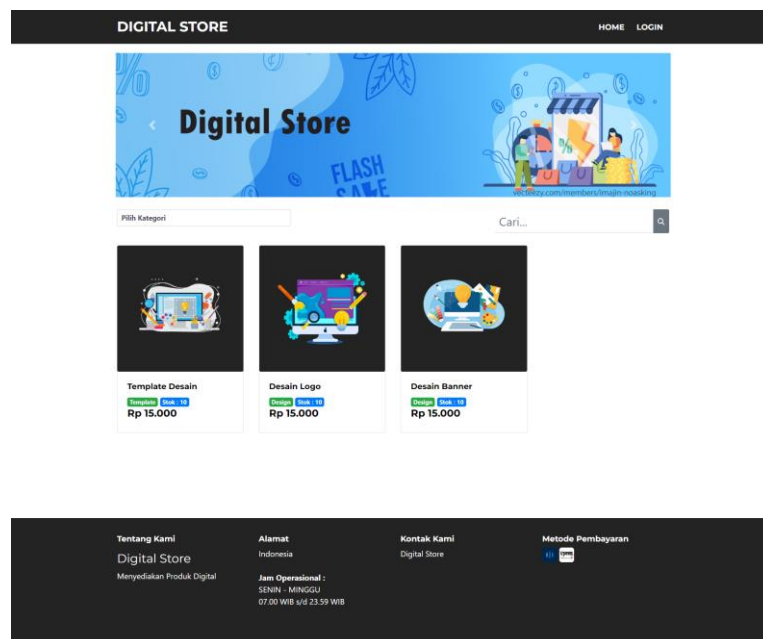 DIGITAL STORE
HOME LOGIN
Digital Store
FLASH
SALE
vecteezy.com/members/imajin-noasking
Pilih Kategori
Cari...
Template Desain
Template Stok : 10
Rp 15.000
Desain Logo
Design Stok : 10
Rp 15.000
Desain Banner
Design Stok : 10
Rp 15.000
Tentang Kami
Digital Store
Menyediakan Produk Digital
Alamat
Indonesia
Jam Operasional :
SENIN - MINGGU
07.00 WIB s/d 23.59 WIB
Kontak Kami
Digital Store
Metode Pembayaran